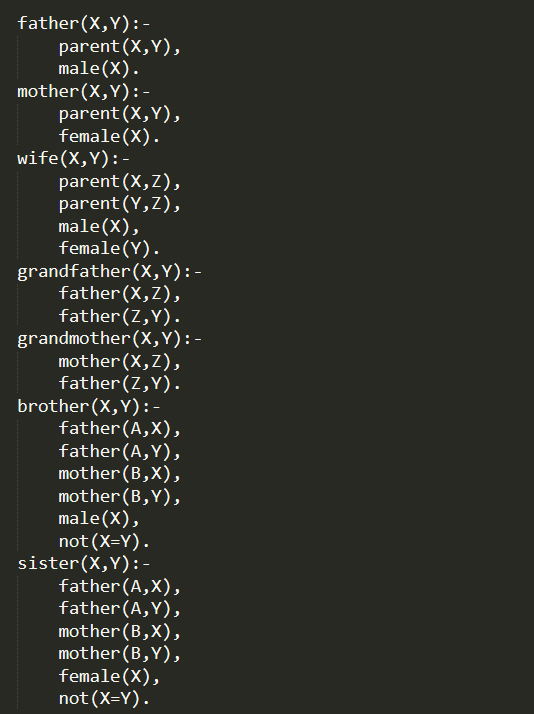 father(X,Y):-
    parent(X,Y),
    male(X).
mother(X,Y):-
    parent(X,Y),
    female(X).
wife(X,Y):-
    parent(X,Z),
    parent(Y,Z),
    male(X),
    female(Y).
grandfather(X,Y):-
    father(X,Z),
    father(Z,Y).
grandmother(X,Y):-
    mother(X,Z),
    father(Z,Y).
brother(X,Y):-
    father(A,X),
    father(A,Y),
    mother(B,X),
    mother(B,Y),
    male(X),
    not(X=Y).
sister(X,Y):-
    father(A,X),
    father(A,Y),
    mother(B,X),
    mother(B,Y),
    female(X),
    not(X=Y).